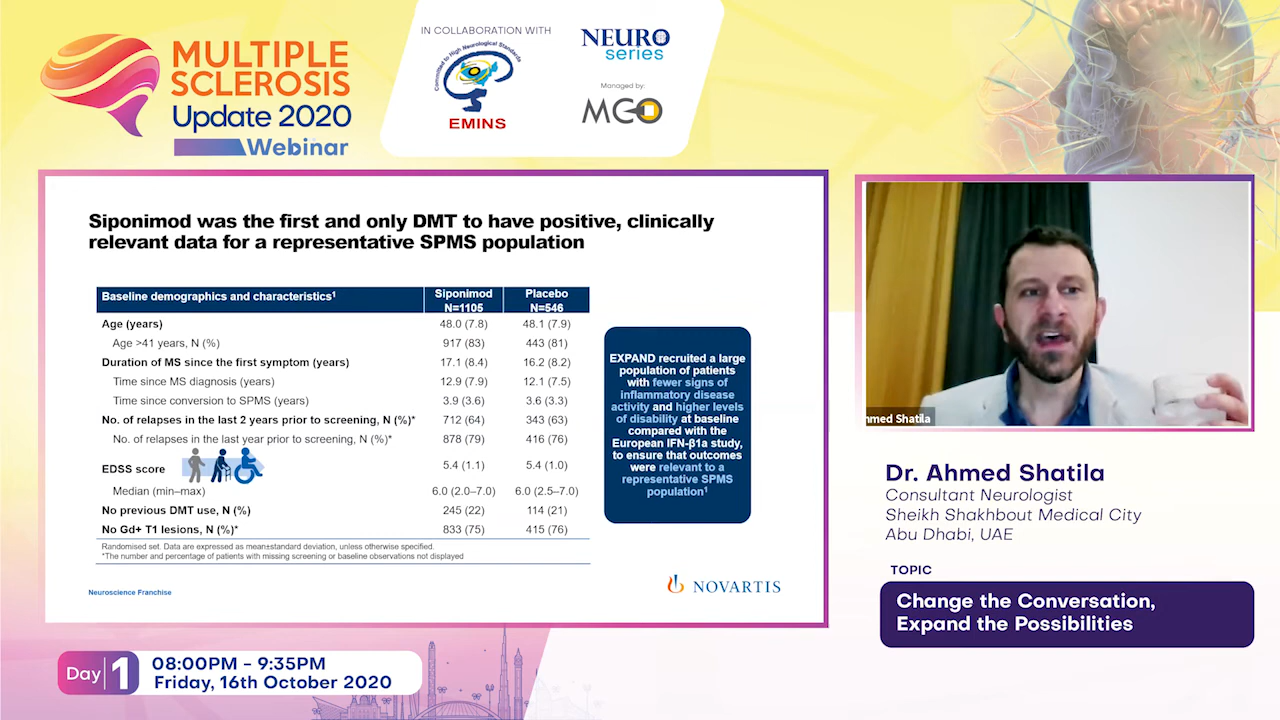 MULTIPLE
SCLEROSIS
Update 2020
Webinar
IN COLLABORATION WITH
Committed to High Neurological Standards
EMINS
NEURO
series
Managed by:
MCO
Siponimod was the first and only DMT to have positive, clinically
relevant data for a representative SPMS population
Baseline demographics and characteristics¹ Siponimod N=1105 Placebo N=546
Age (years) 48.0 (7.8) 48.1 (7.9)
Age >41 years, N (%) 917 (83) 443 (81)
Duration of MS since the first symptom (years) 17.1 (8.4) 16.2 (8.2)
Time since MS diagnosis (years) 12.9 (7.9) 12.1 (7.5)
Time since conversion to SPMS (years) 3.9 (3.6) 3.6 (3.3)
No. of relapses in the last 2 years prior to screening, N (%)* 712 (64) 343 (63)
No. of relapses in the last year prior to screening, N (%)* 878 (79) 416 (76)
EDSS score 5.4 (1.1) 5.4 (1.0)
Median (min–max) 6.0 (2.0–7.0) 6.0 (2.5–7.0)
No previous DMT use, N (%) 245 (22) 114 (21)
No Gd+ T1 lesions, N (%)* 833 (75) 415 (76)
Randomised set. Data are expressed as mean±standard deviation, unless otherwise specified.
*The number and percentage of patients with missing screening or baseline observations not displayed
EXPAND recruited a large
population of patients
with fewer signs of
inflammatory disease
activity and higher levels
of disability at baseline
compared with the
European IFN-β1a study,
to ensure that outcomes
were relevant to a
representative SPMS
population¹
Neuroscience Franchise
NOVARTIS
hmed Shatila
Dr. Ahmed Shatila
Consultant Neurologist
Sheikh Shakhbout Medical City
Abu Dhabi, UAE
TOPIC
Change the Conversation,
Expand the Possibilities
Day 1
08:00PM - 9:35PM
Friday, 16th October 2020